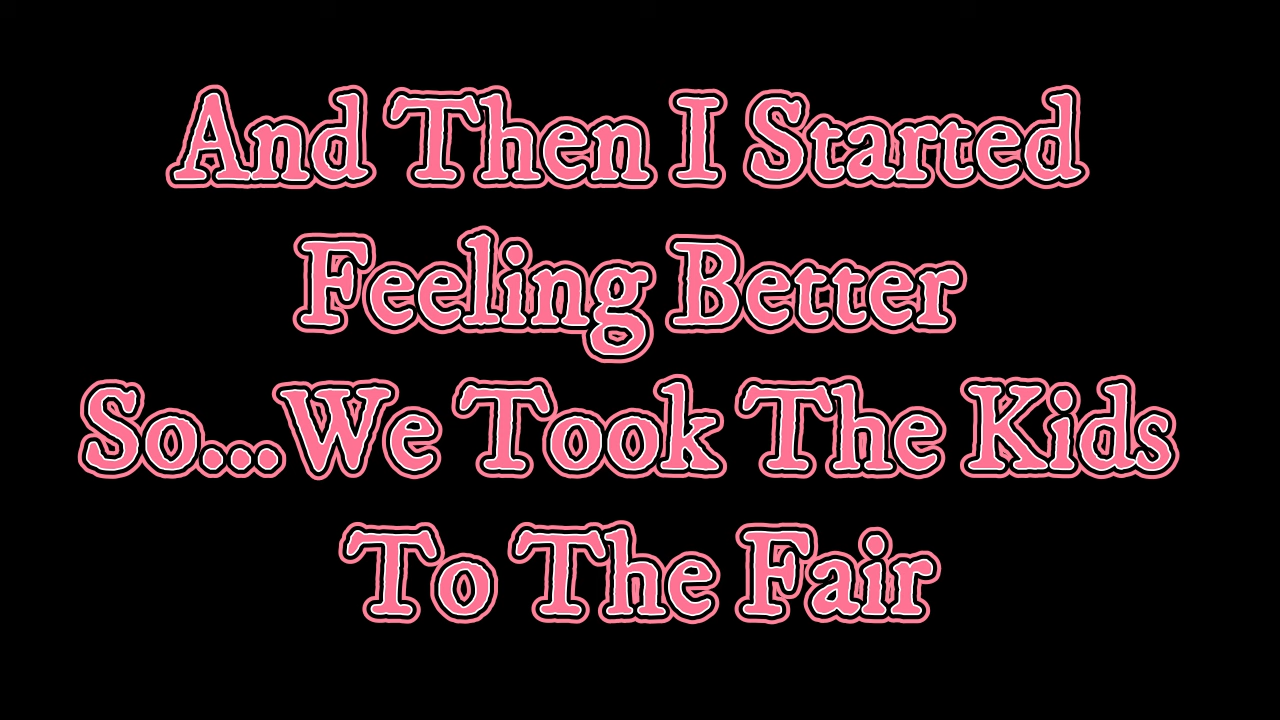 And Then I Started
Feeling Better
So...We Took The Kids
To The Fair